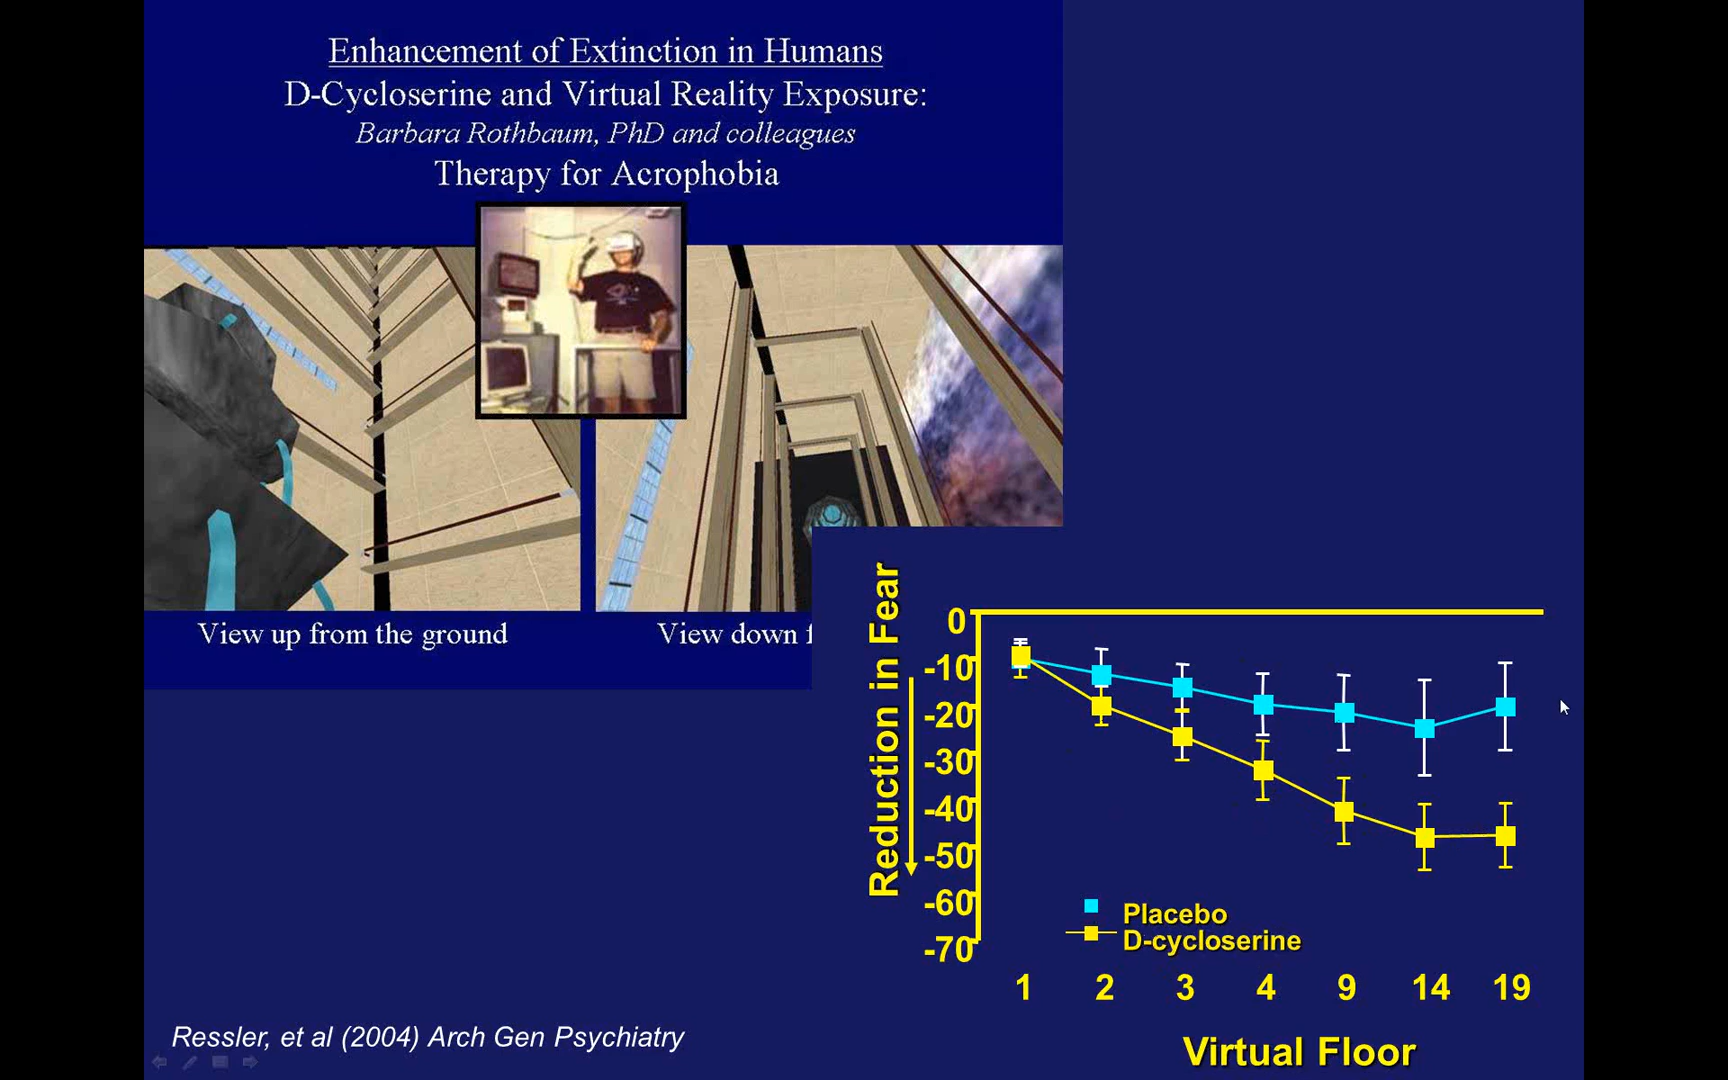 Enhancement of Extinction in Humans
D-Cycloserine and Virtual Reality Exposure:
Barbara Rothbaum, PhD and colleagues
Therapy for Acrophobia
View up from the ground
View down f
Reduction in Fear
0
-10
-20
-30
-40
-50
-60
-70
Placebo
D-cycloserine
1 2 3 4 9 14 19
Virtual Floor
Ressler, et al (2004) Arch Gen Psychiatry